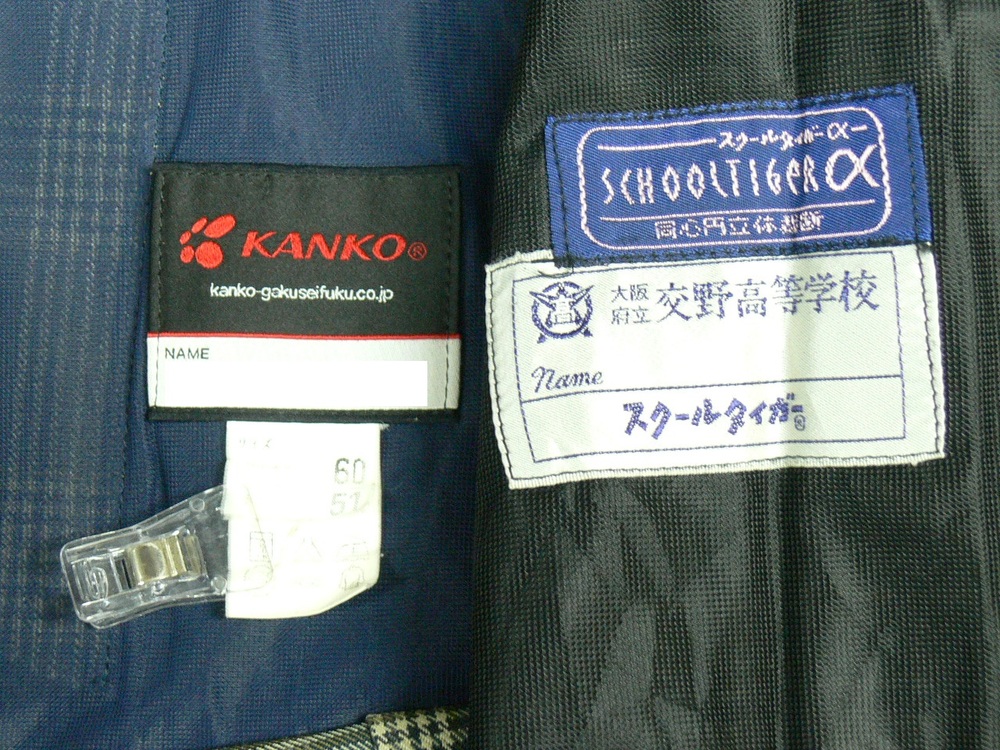 KANKO®
kanko-gakuseifuku.co.jp
NAME
60
51
スクールタイガーα
SCHOOLTIGER α
同心円立体裁断
大阪
府立
交野高等学校
Name
スクールタイガー®